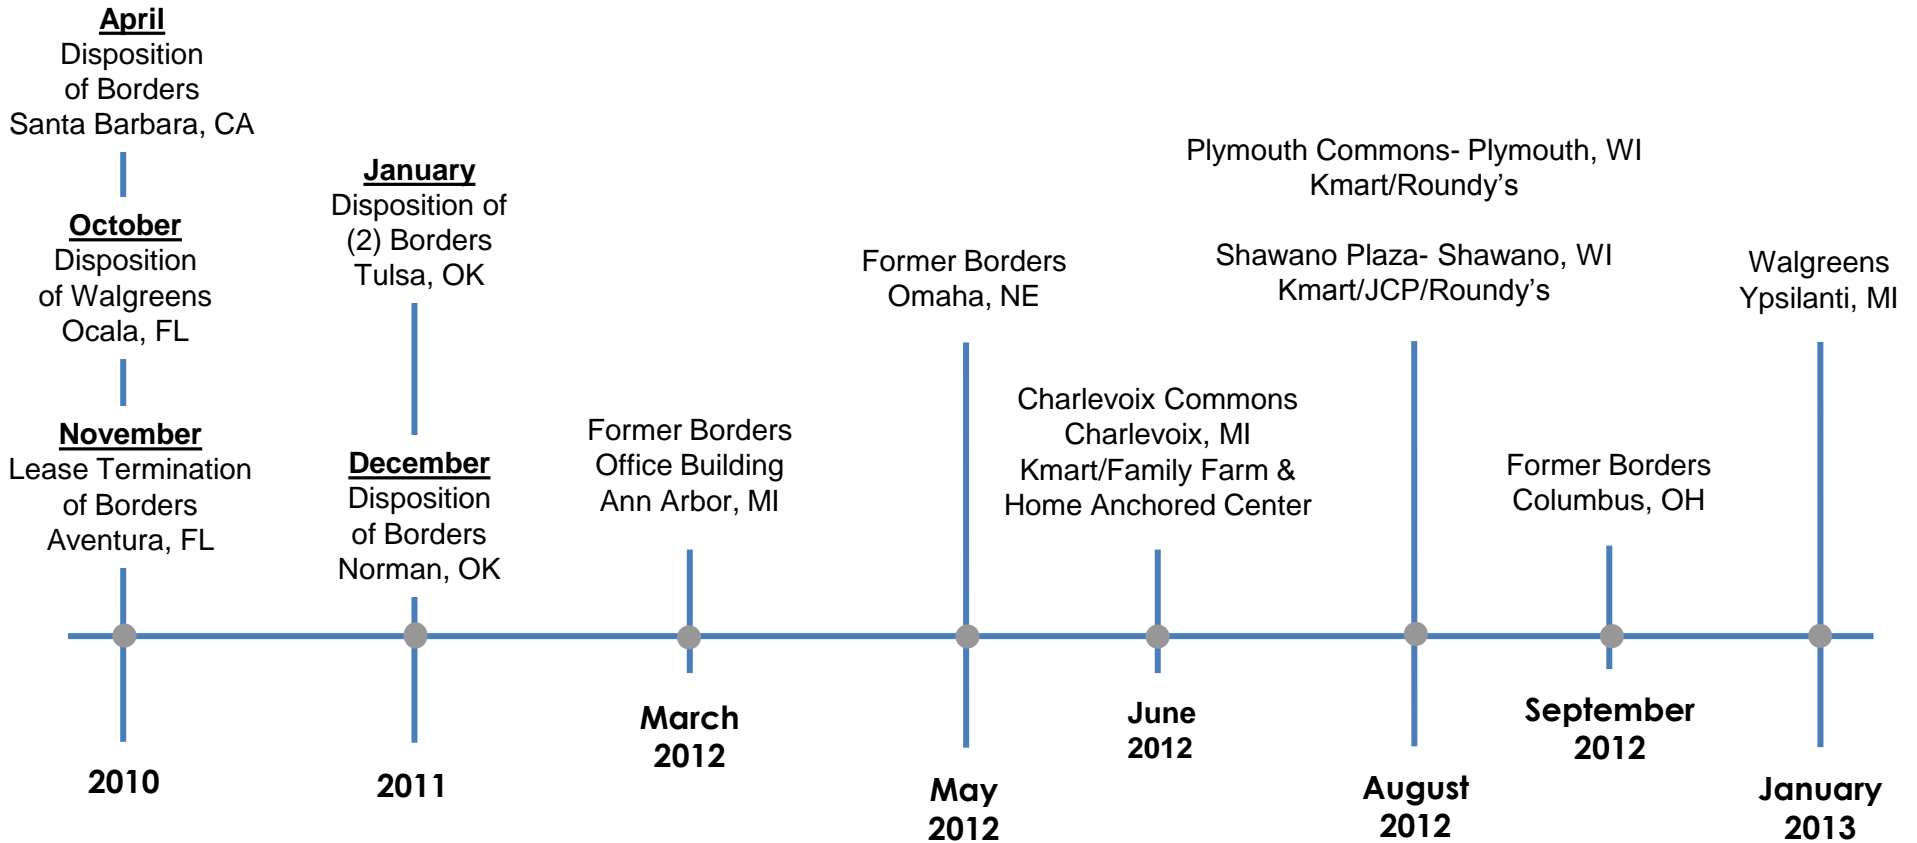 April
Disposition
of Borders
Santa Barbara, CA
October
Disposition
of Walgreens
Ocala, FL
November
Lease Termination
of Borders
Aventura, FL
2010
January
Disposition of
(2) Borders
Tulsa, OK
December
Disposition
of Borders
Norman, OK
2011
Former Borders
Office Building
Ann Arbor, MI
March
2012
Former Borders
Omaha, NE
May
2012
Charlevoix Commons
Charlevoix, MI
Kmart/Family Farm &
Home Anchored Center
June
2012
Plymouth Commons- Plymouth, WI
Kmart/Roundy’s
Shawano Plaza- Shawano, WI
Kmart/JCP/Roundy’s
August
2012
Former Borders
Columbus, OH
September
2012
Walgreens
Ypsilanti, MI
January
2013